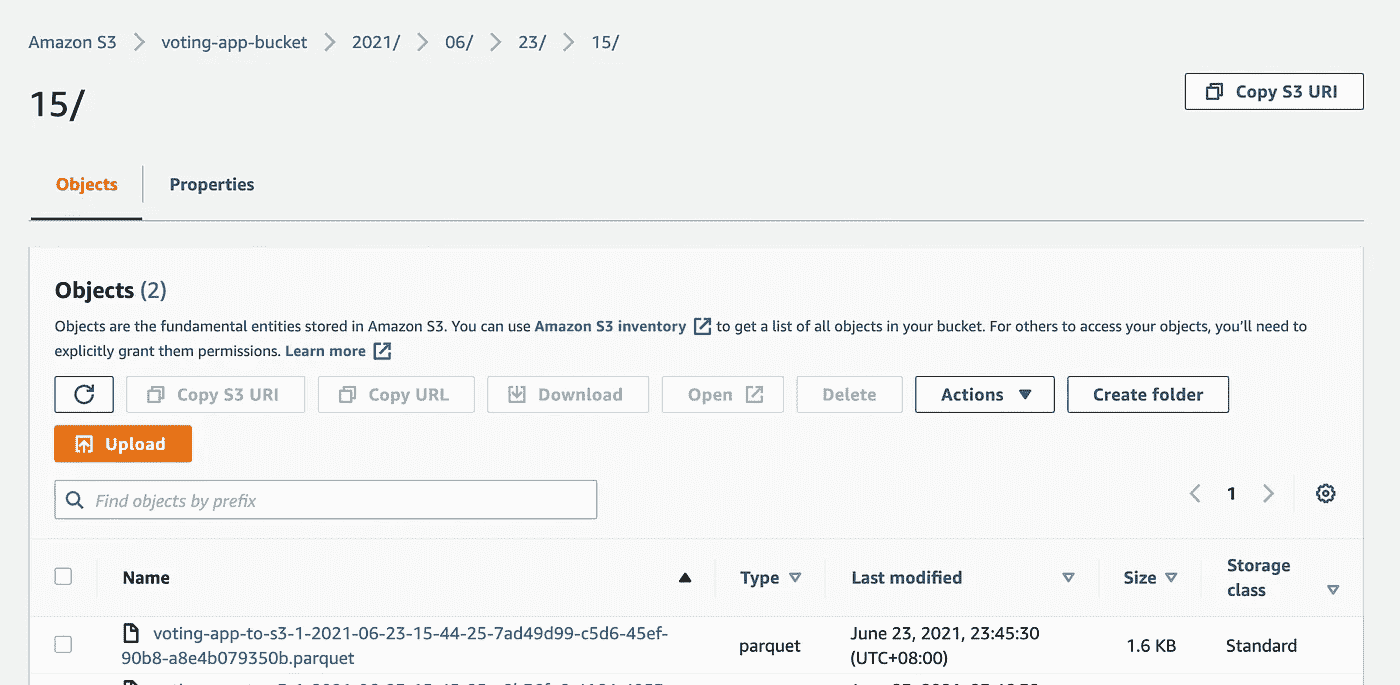 Amazon S3 > voting-app-bucket > 2021/ > 06/ > 23/ > 15/
15/
Copy S3 URI
Objects
Properties
Objects (2)
Objects are the fundamental entities stored in Amazon S3. You can use Amazon S3 inventory to get a list of all objects in your bucket. For others to access your objects, you'll need to
explicitly grant them permissions. Learn more
Copy S3 URI
Copy URL
Download
Open
Delete
Actions
Create folder
Upload
Find objects by prefix
1
Name
Type
Last modified
Size
Storage
class
voting-app-to-s3-1-2021-06-23-15-44-25-7ad49d99-c5d6-45ef-
90b8-a8e4b079350b.parquet
parquet
June 23, 2021, 23:45:30
(UTC+08:00)
1.6 KB
Standard